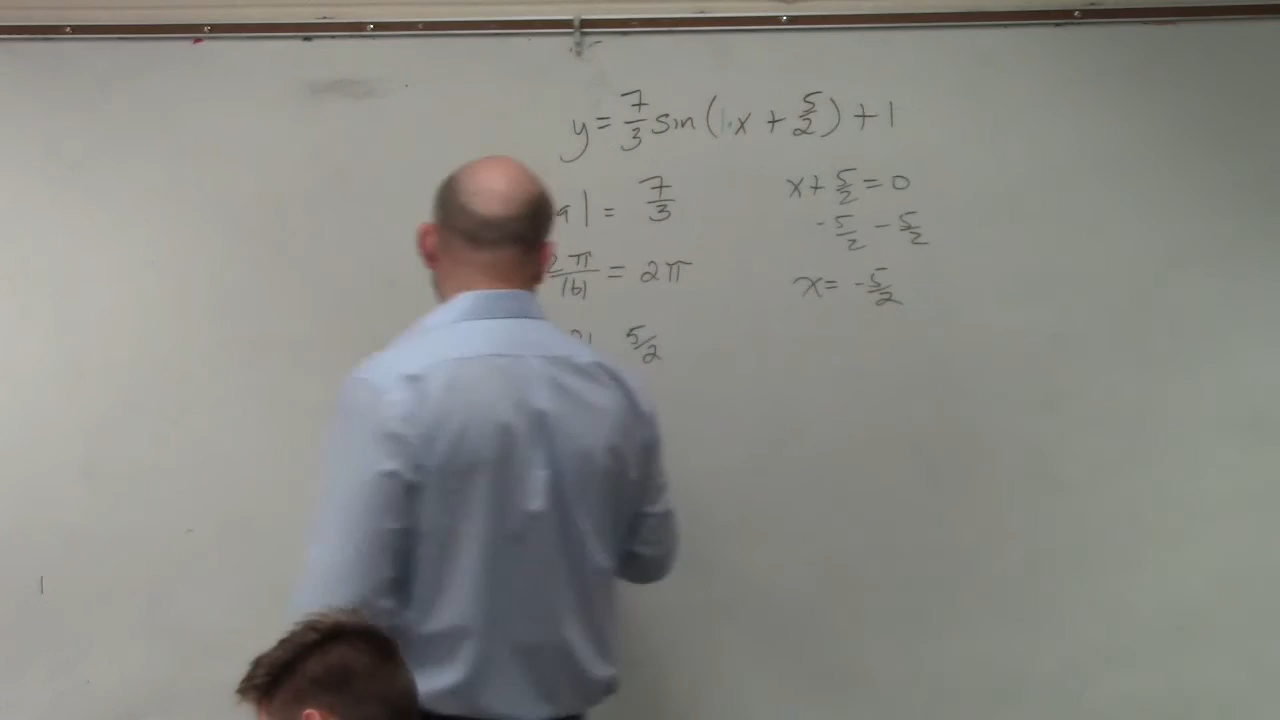 y = 7/3 sin (1·x + 5/2) + 1
a| = 7/3
x + 5/2 = 0
- 5/2 - 5/2
2π/|b| = 2π
x = - 5/2
5/2